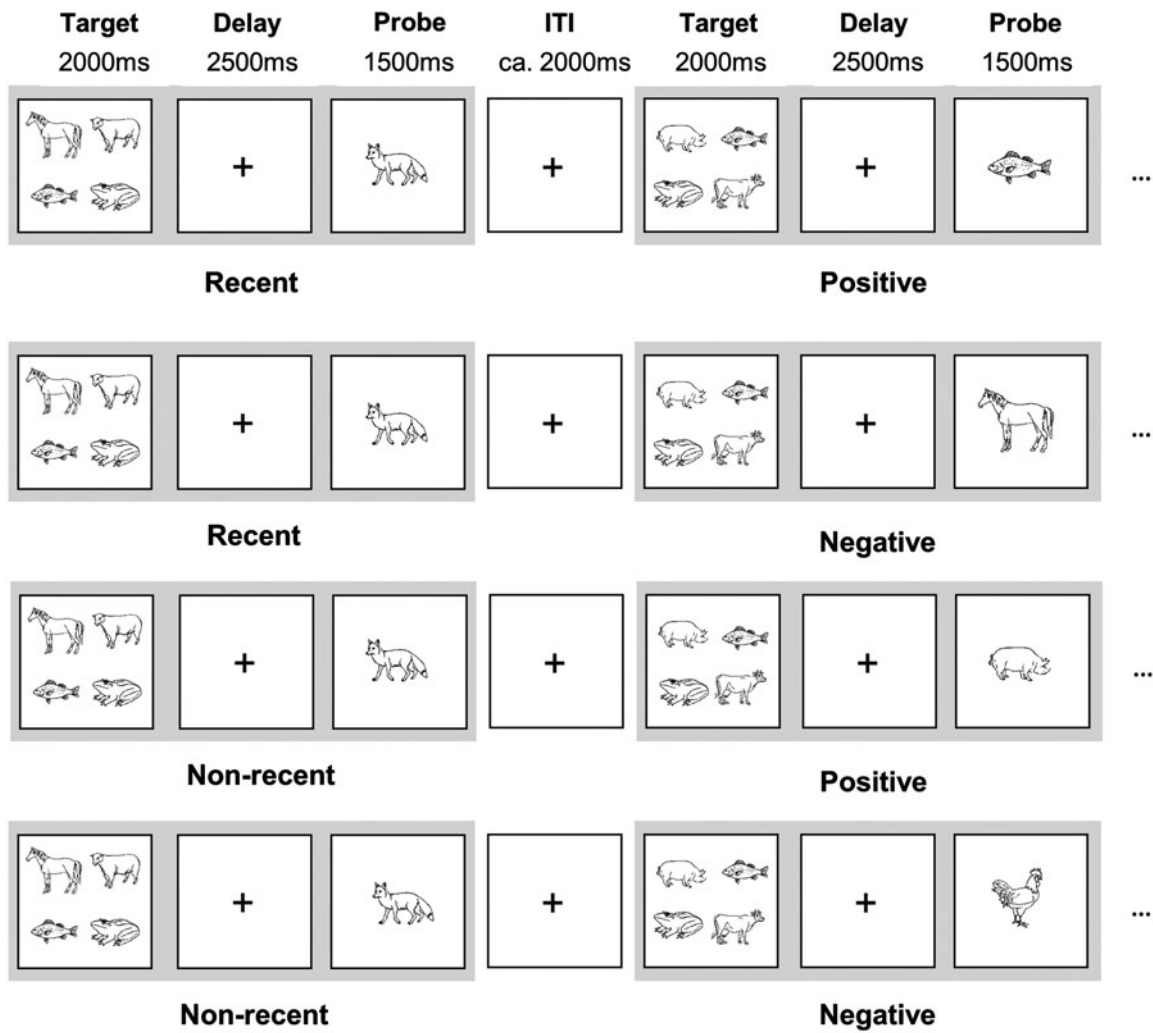 Target Delay Probe ITI Target Delay Probe
2000ms 2500ms 1500ms ca. 2000ms 2000ms 2500ms 1500ms
+ + + ...
Recent Positive
+ + + ...
Recent Negative
+ + + ...
Non-recent Positive
+ + + ...
Non-recent Negative